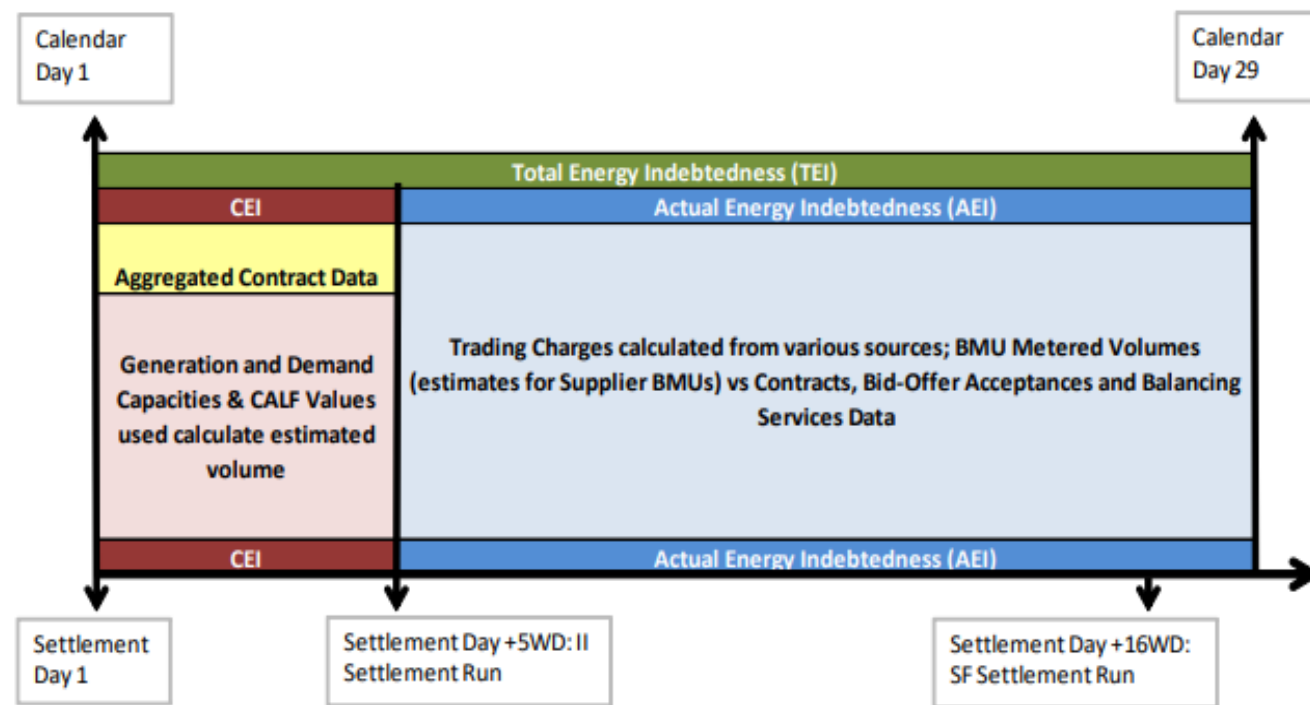 Calendar
Day 1
Calendar
Day 29
Total Energy Indebtedness (TEI)
CEI
Actual Energy Indebtedness (AEI)
Aggregated Contract Data
Generation and Demand
Capacities & CALF Values
used calculate estimated
volume
Trading Charges calculated from various sources; BMU Metered Volumes
(estimates for Supplier BMUs) vs Contracts, Bid-Offer Acceptances and Balancing
Services Data
CEI
Actual Energy Indebtedness (AEI)
Settlement
Day 1
Settlement Day +5WD: II
Settlement Run
Settlement Day +16WD:
SF Settlement Run